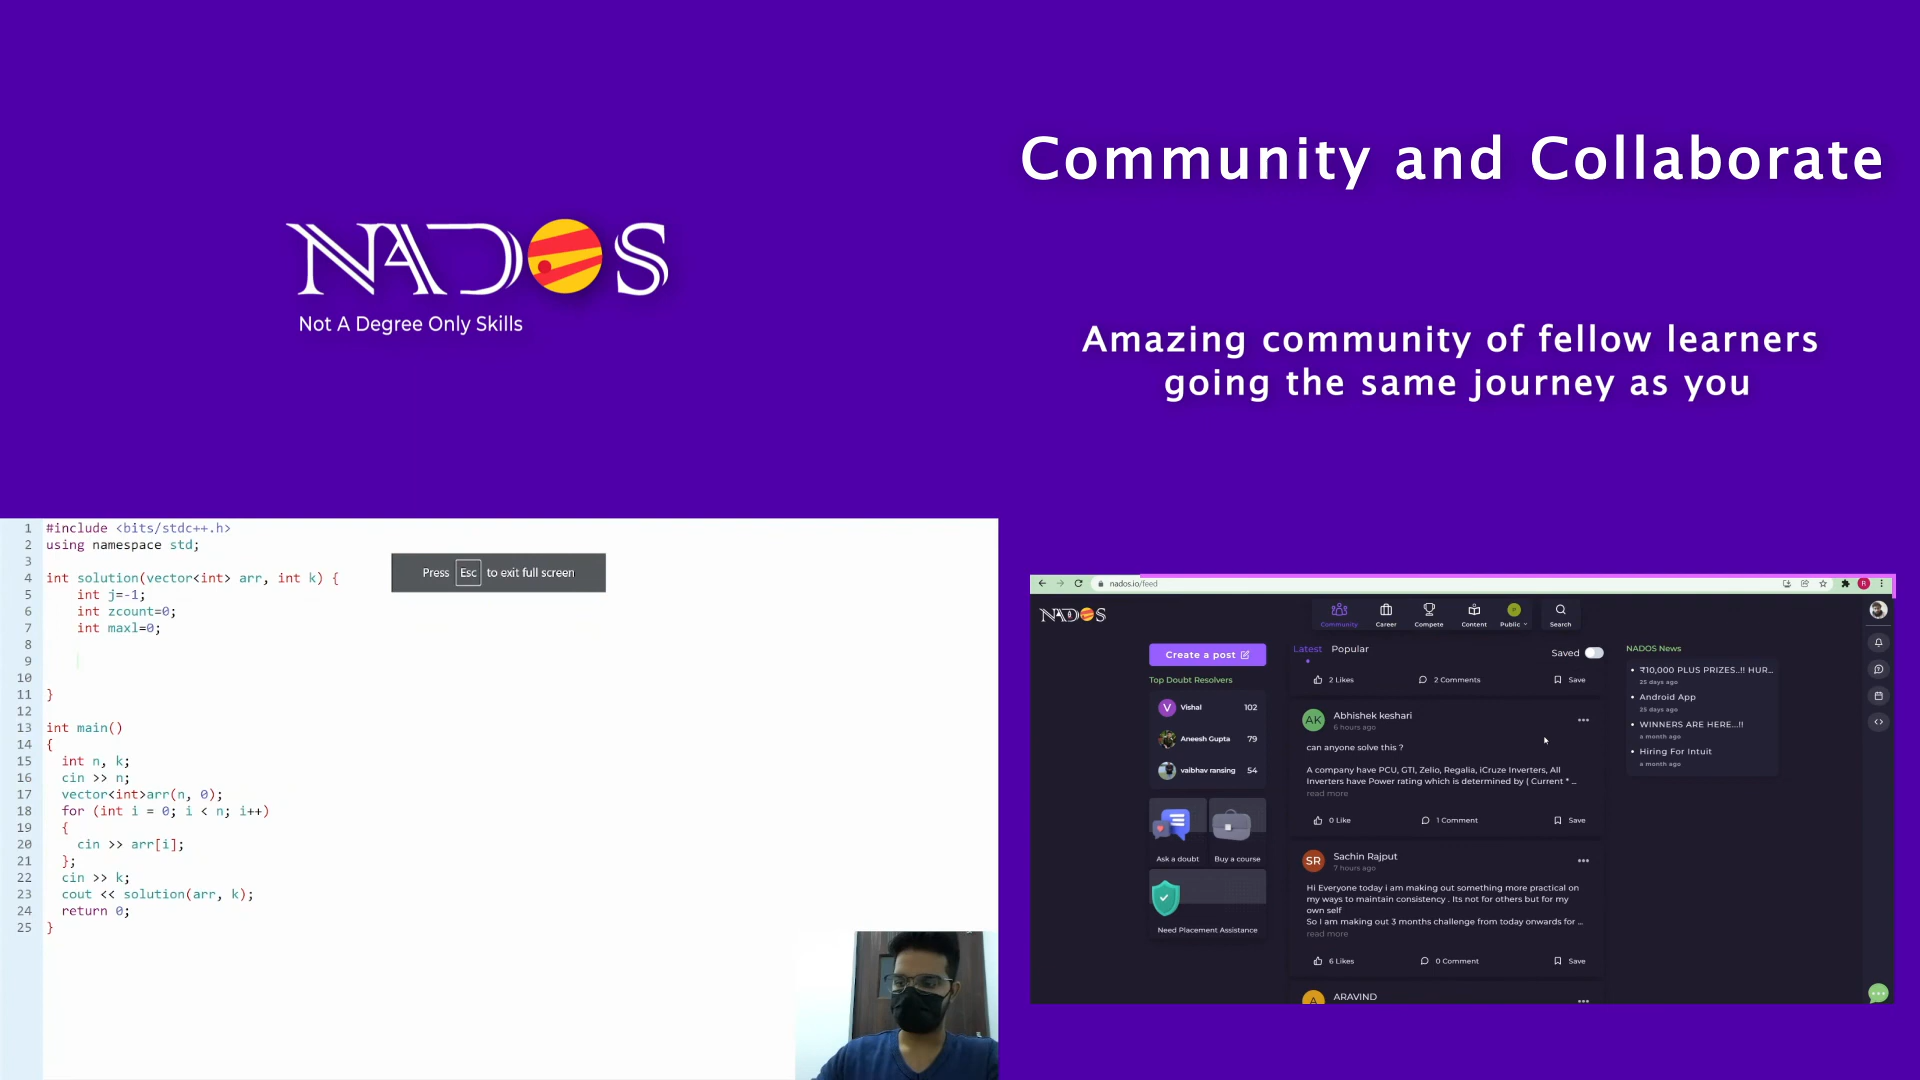 NADOS
Not A Degree Only Skills
Community and Collaborate
Amazing community of fellow learners
going the same journey as you
1 #include <bits/stdc++.h>
2 using namespace std;
3
4 int solution(vector<int> arr, int k) {
5 int j=-1;
6 int zcount=0;
7 int maxl=0;
8
9
10
11 }
12
13 int main()
14 {
15 int n, k;
16 cin >> n;
17 vector<int>arr(n, 0);
18 for (int i = 0; i < n; i++)
19 {
20 cin >> arr[i];
21 };
22 cin >> k;
23 cout << solution(arr, k);
24 return 0;
25 }
Press Esc to exit full screen
nados.io/feed
R
NADOS
Community Career Compete Content Public Search
Create a post
Top Doubt Resolvers
V Vishal 102
Aneesh Gupta 79
vaibhav ransing 54
Ask a doubt Buy a course
Need Placement Assistance
Latest Popular Saved
2 Likes 2 Comments Save
AK Abhishek keshari
6 hours ago
can anyone solve this ?
A company have PCU, GTI, Zelio, Regalia, iCruze Inverters, All
Inverters have Power rating which is determined by ( Current * ...
read more
0 Like 1 Comment Save
SR Sachin Rajput
7 hours ago
Hi Everyone today i am making out something more practical on
my ways to maintain consistency . Its not for others but for my
own self
So I am making out 3 months challenge from today onwards for ...
read more
6 Likes 0 Comment Save
A ARAVIND
NADOS News
₹10,000 PLUS PRIZES..!! HUR...
25 days ago
Android App
25 days ago
WINNERS ARE HERE...!!
a month ago
Hiring For Intuit
a month ago